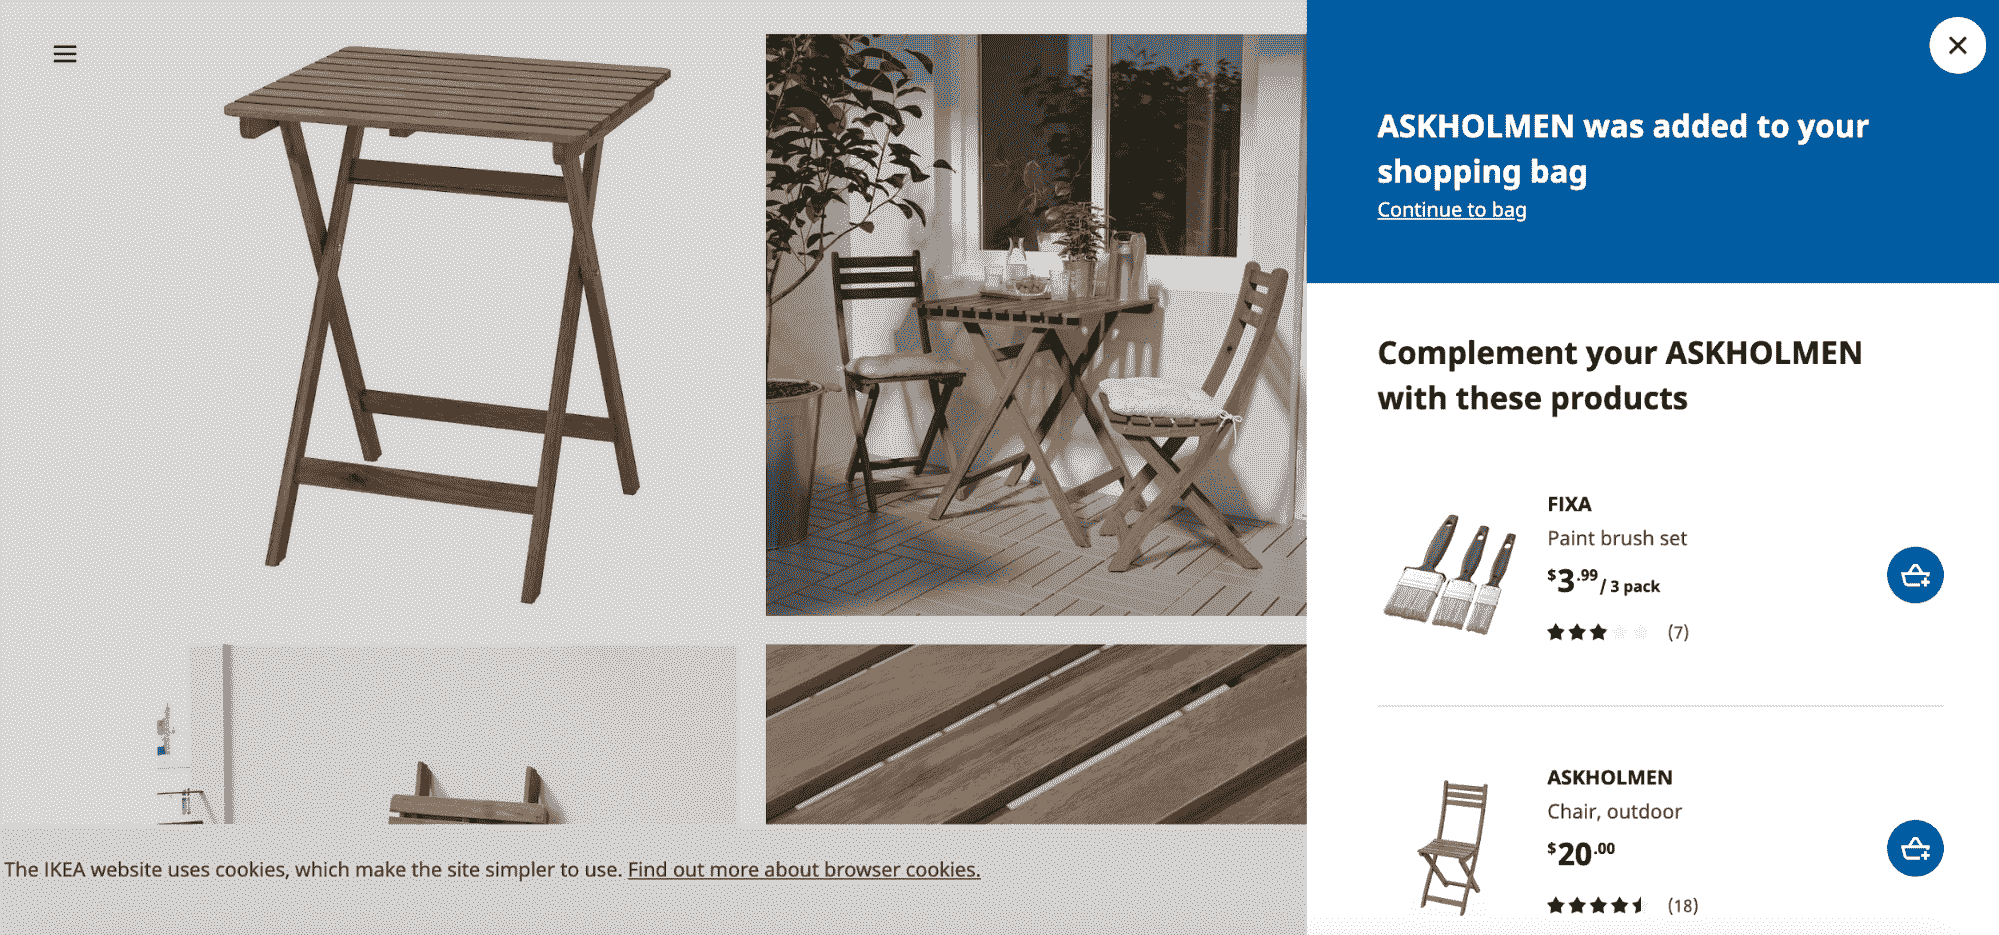 ASKHOLMEN was added to your
shopping bag
Continue to bag
Complement your ASKHOLMEN
with these products
FIXA
Paint brush set
$3.99/ 3 pack
(7)
ASKHOLMEN
Chair, outdoor
$20.00
(18)
The IKEA website uses cookies, which make the site simpler to use. Find out more about browser cookies.